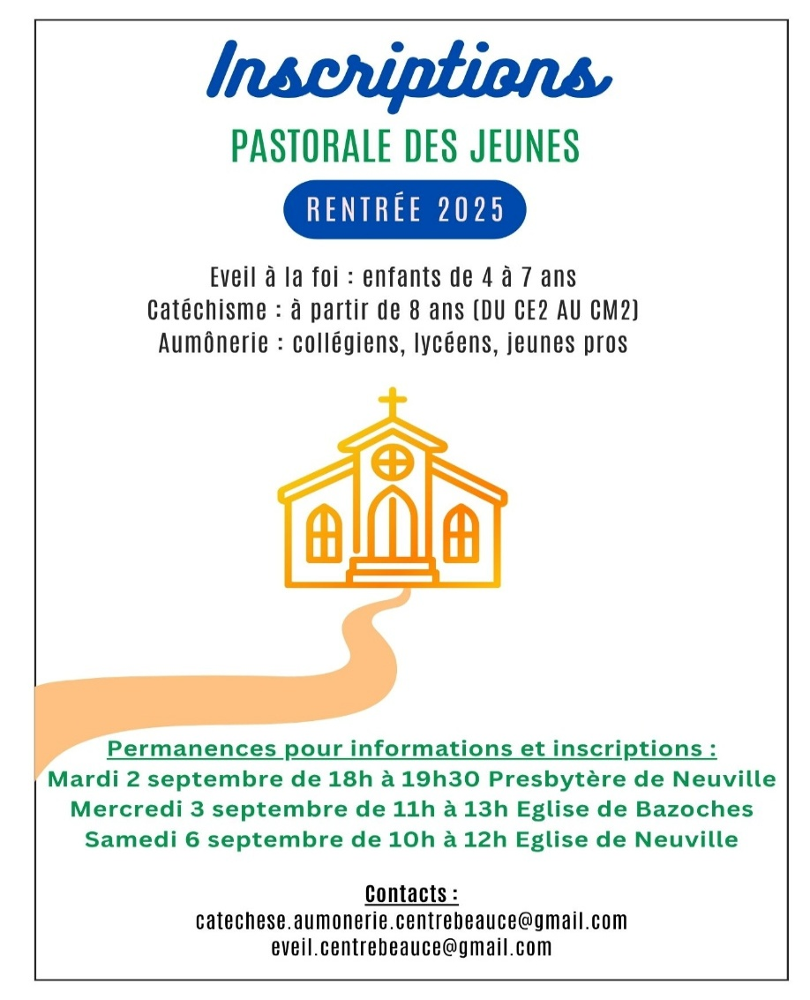 Inscriptions
PASTORALE DES JEUNES
RENTRÉE 2025
Eveil à la foi : enfants de 4 à 7 ans
Catéchisme : à partir de 8 ans (DU CE2 AU CM2)
Aumônerie : collégiens, lycéens, jeunes pros
Permanences pour informations et inscriptions :
Mardi 2 septembre de 18h à 19h30 Presbytère de Neuville
Mercredi 3 septembre de 11h à 13h Eglise de Bazoches
Samedi 6 septembre de 10h à 12h Eglise de Neuville
Contacts :
catechese.aumonerie.centrebeauce@gmail.com
eveil.centrebeauce@gmail.com